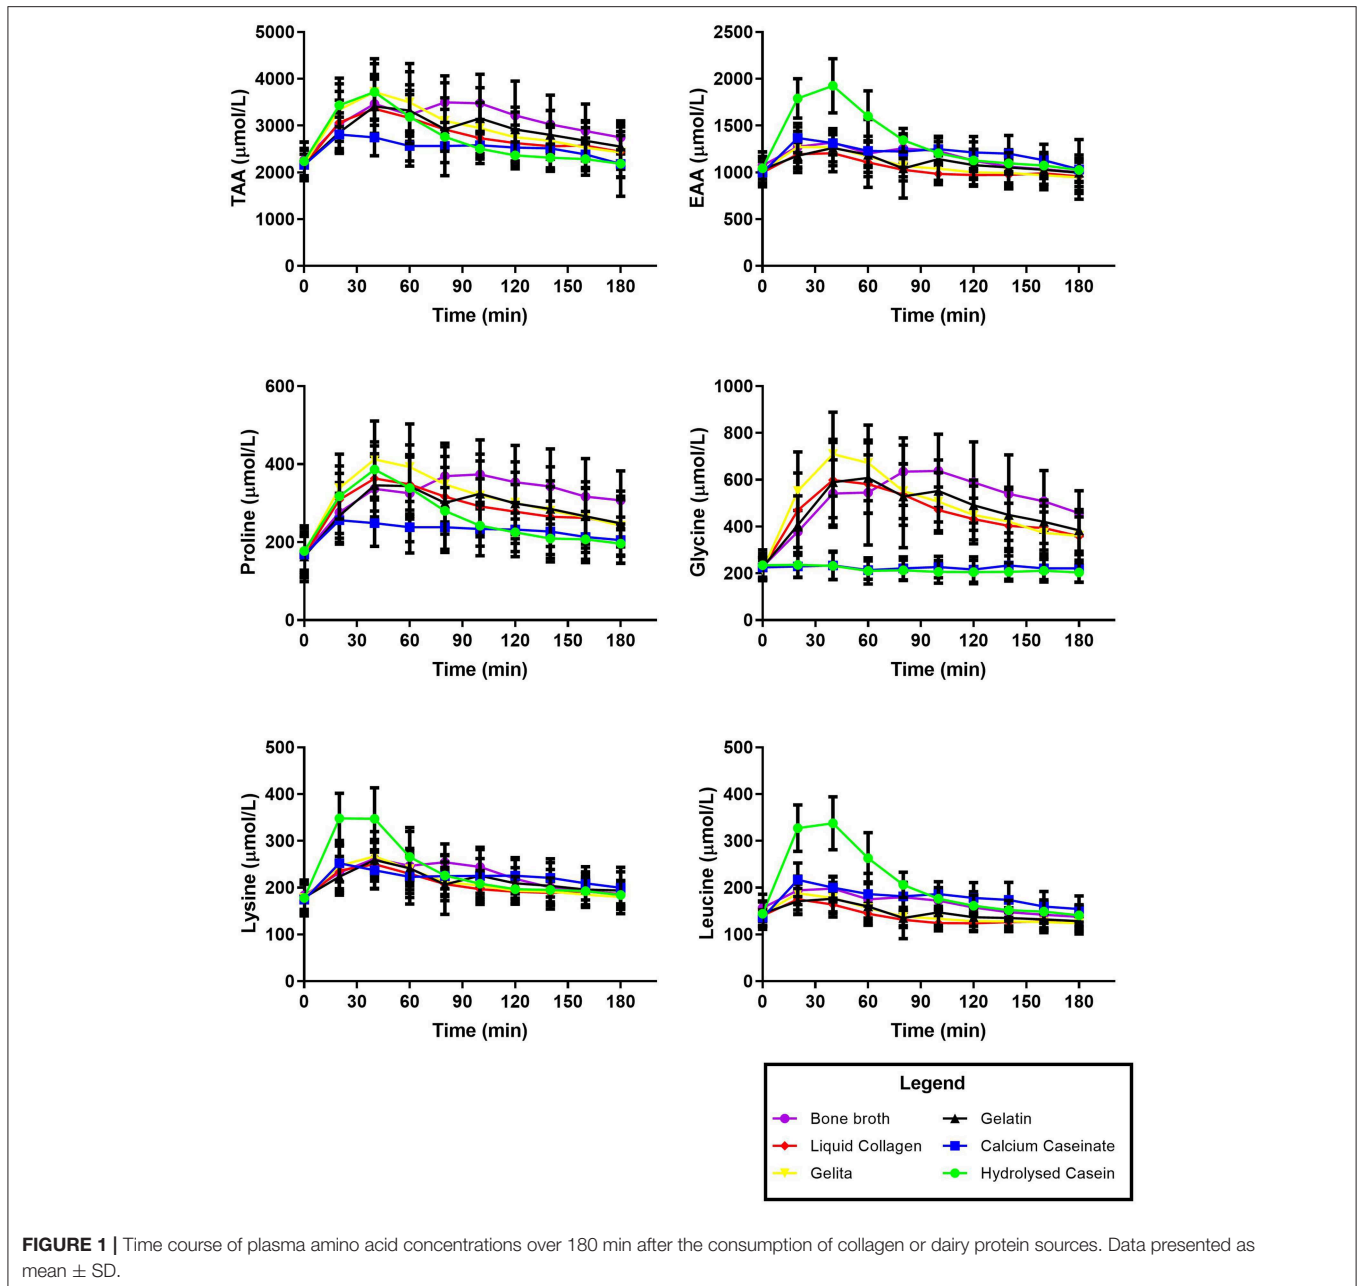 5000
4000
3000
2000
1000
0
TAA (μmol/L)
0 30 60 90 120 150 180
Time (min)
2500
2000
1500
1000
500
0
EAA (μmol/L)
0 30 60 90 120 150 180
Time (min)
600
400
200
0
Proline (μmol/L)
0 30 60 90 120 150 180
Time (min)
1000
800
600
400
200
0
Glycine (μmol/L)
0 30 60 90 120 150 180
Time (min)
500
400
300
200
100
0
Lysine (μmol/L)
0 30 60 90 120 150 180
Time (min)
500
400
300
200
100
0
Leucine (μmol/L)
0 30 60 90 120 150 180
Time (min)
Legend
Bone broth
Gelatin
Liquid Collagen
Calcium Caseinate
Gelita
Hydrolysed Casein
FIGURE 1 | Time course of plasma amino acid concentrations over 180 min after the consumption of collagen or dairy protein sources. Data presented as
mean ± SD.